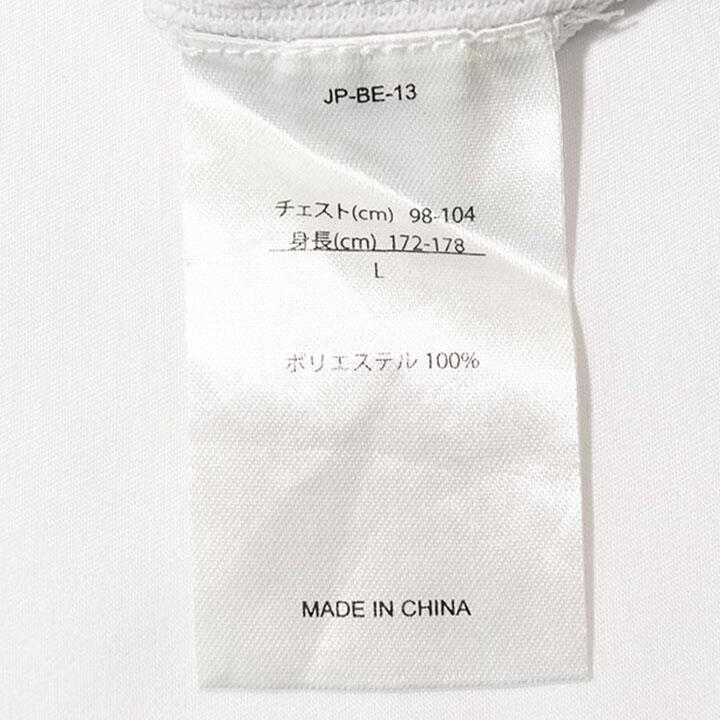 JP-BE-13
チェスト(cm) 98-104
身長(cm) 172-178
L
ポリエステル 100%
MADE IN CHINA